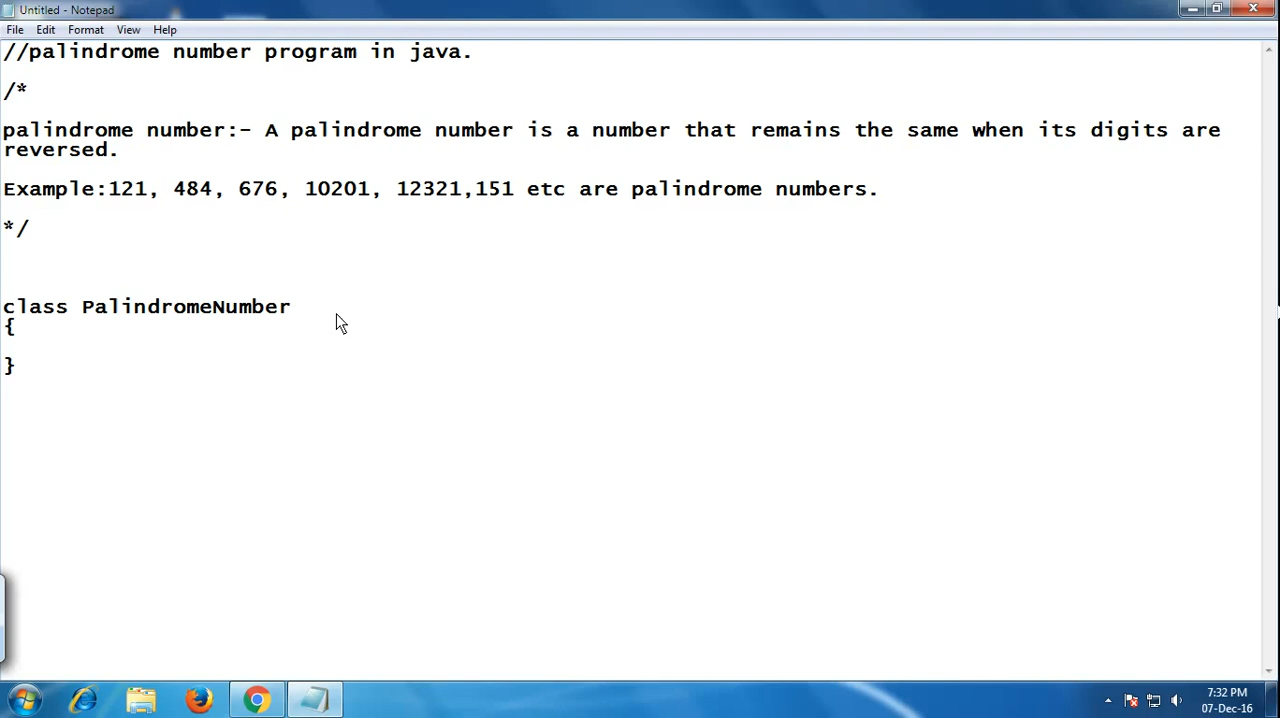 Untitled - Notepad
File Edit Format View Help
//palindrome number program in java.
/*
palindrome number:- A palindrome number is a number that remains the same when its digits are
reversed.
Example:121, 484, 676, 10201, 12321,151 etc are palindrome numbers.
*/
class PalindromeNumber
{
}
7:32 PM
07-Dec-16